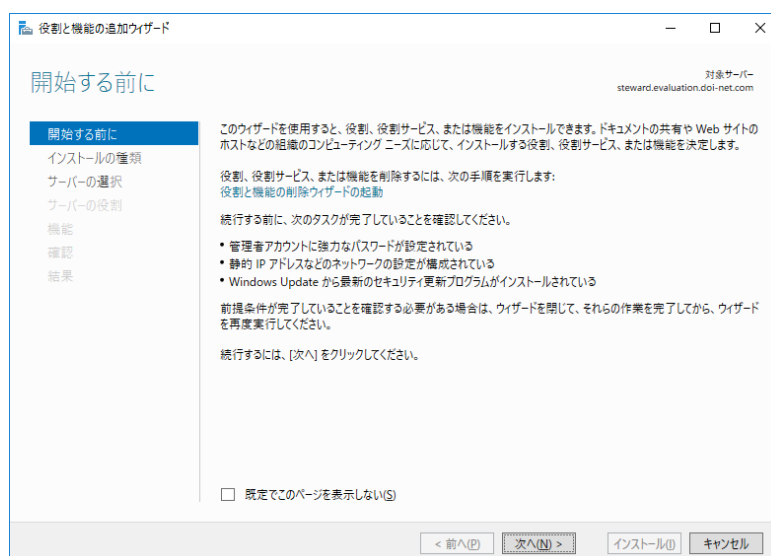 役割と機能の追加ウィザード
開始する前に
対象サーバー
steward.evaluation.doi-net.com
開始する前に
インストールの種類
サーバーの選択
サーバーの役割
機能
確認
結果
このウィザードを使用すると、役割、役割サービス、または機能をインストールできます。ドキュメントの共有や Web サイトの
ホストなどの組織のコンピューティング ニーズに応じて、インストールする役割、役割サービス、または機能を決定します。
役割、役割サービス、または機能を削除するには、次の手順を実行します:
役割と機能の削除ウィザードの起動
続行する前に、次のタスクが完了していることを確認してください。
• 管理者アカウントに強力なパスワードが設定されている
• 静的 IP アドレスなどのネットワークの設定が構成されている
• Windows Update から最新のセキュリティ更新プログラムがインストールされている
前提条件が完了していることを確認する必要がある場合は、ウィザードを閉じて、それらの作業を完了してから、ウィザード
を再度実行してください。
続行するには、[次へ] をクリックしてください。
既定でこのページを表示しない(S)
< 前へ(P)
次へ(N) >
インストール(I)
キャンセル